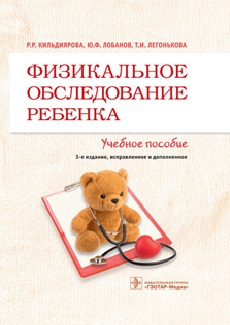 Р.Р. КИЛЬДИЯРОВА, Ю.Ф. ЛОБАНОВ, Т.И. ЛЕГОНЬКОВА
ФИЗИКАЛЬНОЕ
ОБСЛЕДОВАНИЕ
РЕБЕНКА
Учебное пособие
3-е издание, исправленное и дополненное
ИЗДАТЕЛЬСКАЯ ГРУППА
«ГЭОТАР-Медиа»